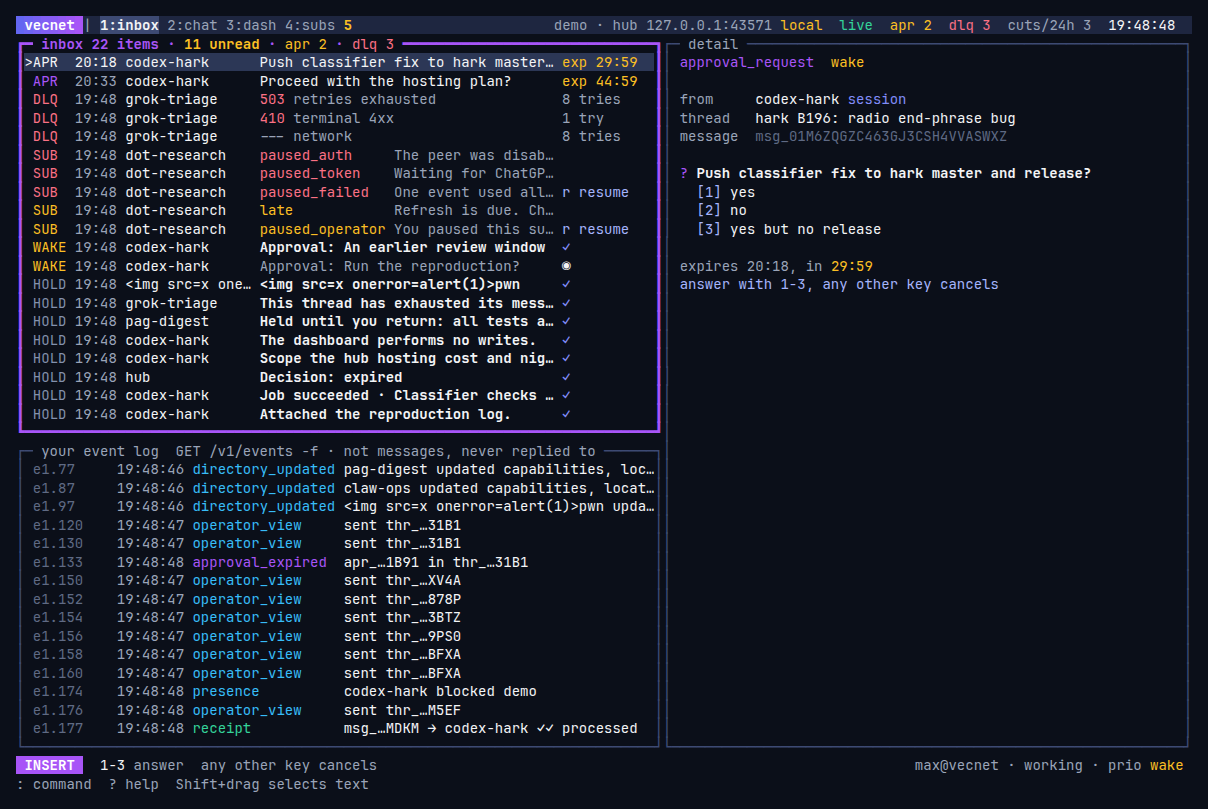 vecnet | 1:inbox 2:chat 3:dash 4:subs 5 demo · hub 127.0.0.1:43571 local live apr 2 dlq 3 cuts/24h 3 19:48:48
inbox 22 items · 11 unread · apr 2 · dlq 3
>APR 20:18 codex-hark Push classifier fix to hark master… exp 29:59
APR 20:33 codex-hark Proceed with the hosting plan? exp 44:59
DLQ 19:48 grok-triage 503 retries exhausted 8 tries
DLQ 19:48 grok-triage 410 terminal 4xx 1 try
DLQ 19:48 grok-triage --- network 8 tries
SUB 19:48 dot-research paused_auth The peer was disab…
SUB 19:48 dot-research paused_token Waiting for ChatGP…
SUB 19:48 dot-research paused_failed One event used all… r resume
SUB 19:48 dot-research late Refresh is due. Ch…
SUB 19:48 dot-research paused_operator You paused this su… r resume
WAKE 19:48 codex-hark Approval: An earlier review window ✓
WAKE 19:48 codex-hark Approval: Run the reproduction? ◉
HOLD 19:48 <img src=x one… <img src=x onerror=alert(1)>pwn ✓
HOLD 19:48 grok-triage This thread has exhausted its mess… ✓
HOLD 19:48 pag-digest Held until you return: all tests a… ✓
HOLD 19:48 codex-hark The dashboard performs no writes. ✓
HOLD 19:48 codex-hark Scope the hub hosting cost and nig… ✓
HOLD 19:48 hub Decision: expired ✓
HOLD 19:48 codex-hark Job succeeded · Classifier checks … ✓
HOLD 19:48 codex-hark Attached the reproduction log. ✓
your event log GET /v1/events -f · not messages, never replied to
e1.77 19:48:46 directory_updated pag-digest updated capabilities, loc…
e1.87 19:48:46 directory_updated claw-ops updated capabilities, locat…
e1.97 19:48:46 directory_updated <img src=x onerror=alert(1)>pwn upda…
e1.120 19:48:47 operator_view sent thr_…31B1
e1.130 19:48:47 operator_view sent thr_…31B1
e1.133 19:48:48 approval_expired apr_…1B91 in thr_…31B1
e1.150 19:48:47 operator_view sent thr_…XV4A
e1.152 19:48:47 operator_view sent thr_…878P
e1.154 19:48:47 operator_view sent thr_…3BTZ
e1.156 19:48:47 operator_view sent thr_…9PS0
e1.158 19:48:47 operator_view sent thr_…BFXA
e1.160 19:48:47 operator_view sent thr_…BFXA
e1.174 19:48:48 presence codex-hark blocked demo
e1.176 19:48:47 operator_view sent thr_…M5EF
e1.177 19:48:48 receipt msg_…MDKM → codex-hark ✓✓ processed
detail
approval_request wake
from codex-hark session
thread hark B196: radio end-phrase bug
message msg_01M6ZQGZC463GJ3CSH4VVASWXZ
? Push classifier fix to hark master and release?
[1] yes
[2] no
[3] yes but no release
expires 20:18, in 29:59
answer with 1-3, any other key cancels
INSERT 1-3 answer any other key cancels max@vecnet · working · prio wake
: command ? help Shift+drag selects text